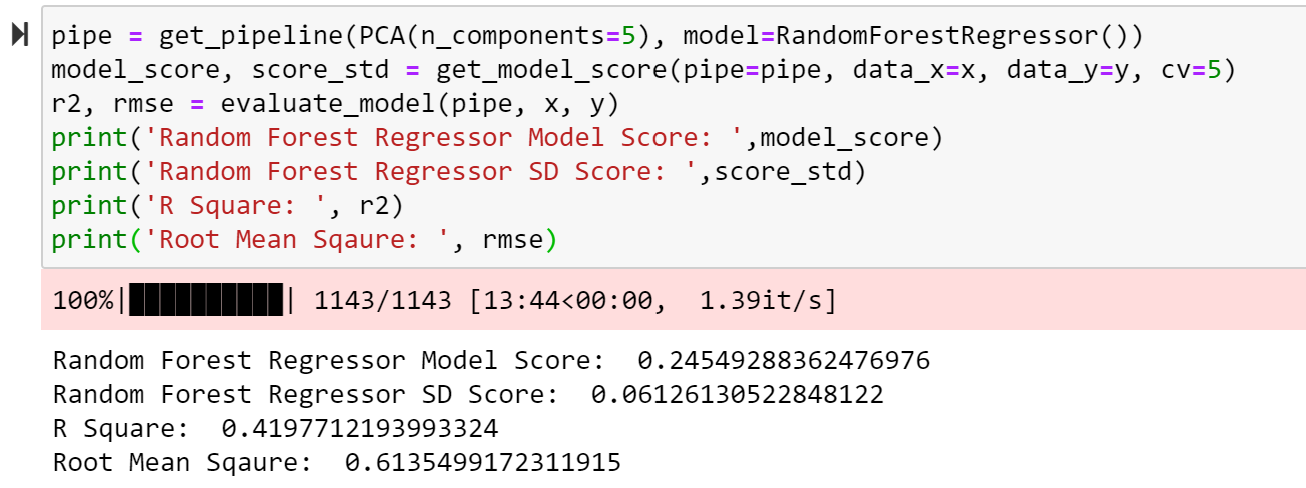 pipe = get_pipeline(PCA(n_components=5), model=RandomForestRegressor())
model_score, score_std = get_model_score(pipe=pipe, data_x=x, data_y=y, cv=5)
r2, rmse = evaluate_model(pipe, x, y)
print('Random Forest Regressor Model Score: ',model_score)
print('Random Forest Regressor SD Score: ',score_std)
print('R Square: ', r2)
print('Root Mean Sqaure: ', rmse)
100%|██████████| 1143/1143 [13:44<00:00,  1.39it/s]
Random Forest Regressor Model Score:  0.24549288362476976
Random Forest Regressor SD Score:  0.06126130522848122
R Square:  0.4197712193993324
Root Mean Sqaure:  0.6135499172311915